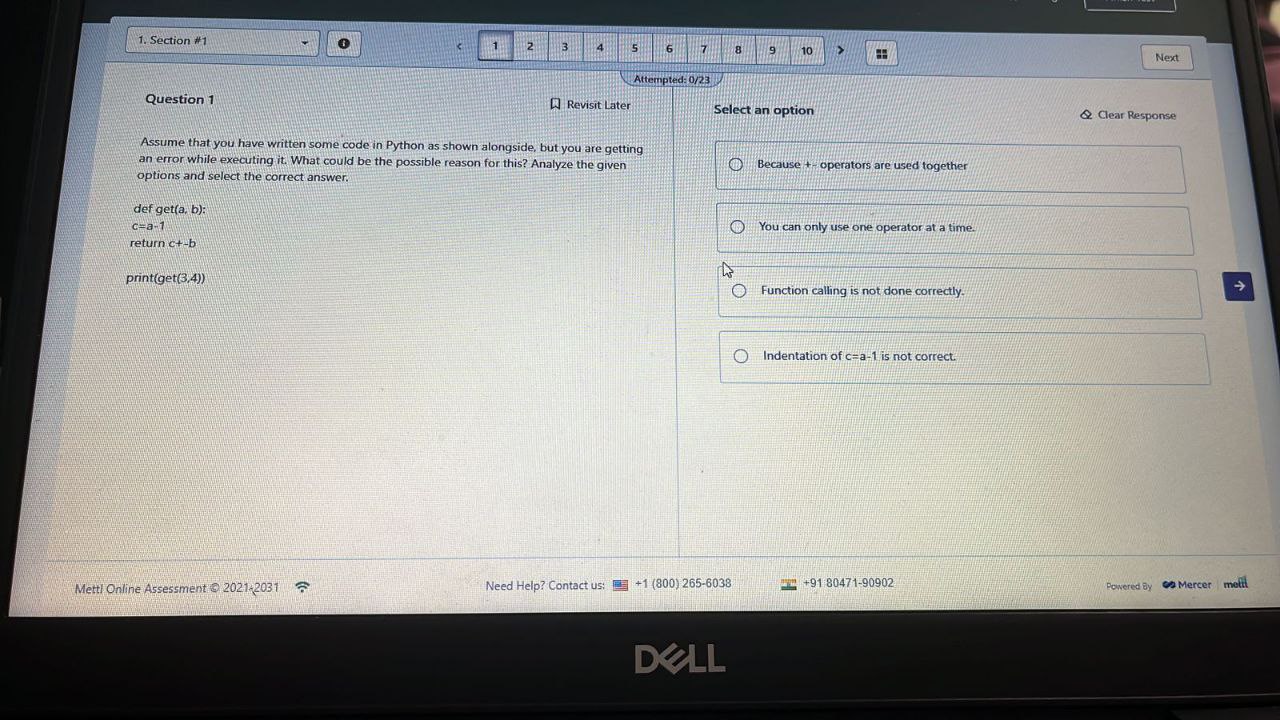 1. Section #1
1
2
3
4
5
6
7
8
9
10
Next
Attempted: 0/23
Question 1
Revisit Later
Assume that you have written some code in Python as shown alongside, but you are getting
an error while executing it. What could be the possible reason for this? Analyze the given
options and select the correct answer.
def get(a, b):
c=a-1
return c+-b
print(get(3,4))
Select an option
Clear Response
Because +- operators are used together
You can only use one operator at a time.
Function calling is not done correctly.
Indentation of c=a-1 is not correct.
Mettl Online Assessment © 2021-2031
Need Help? Contact us:
+1 (800) 265-6038
+91 80471-90902
Powered By
Mercer | mettl
DELL